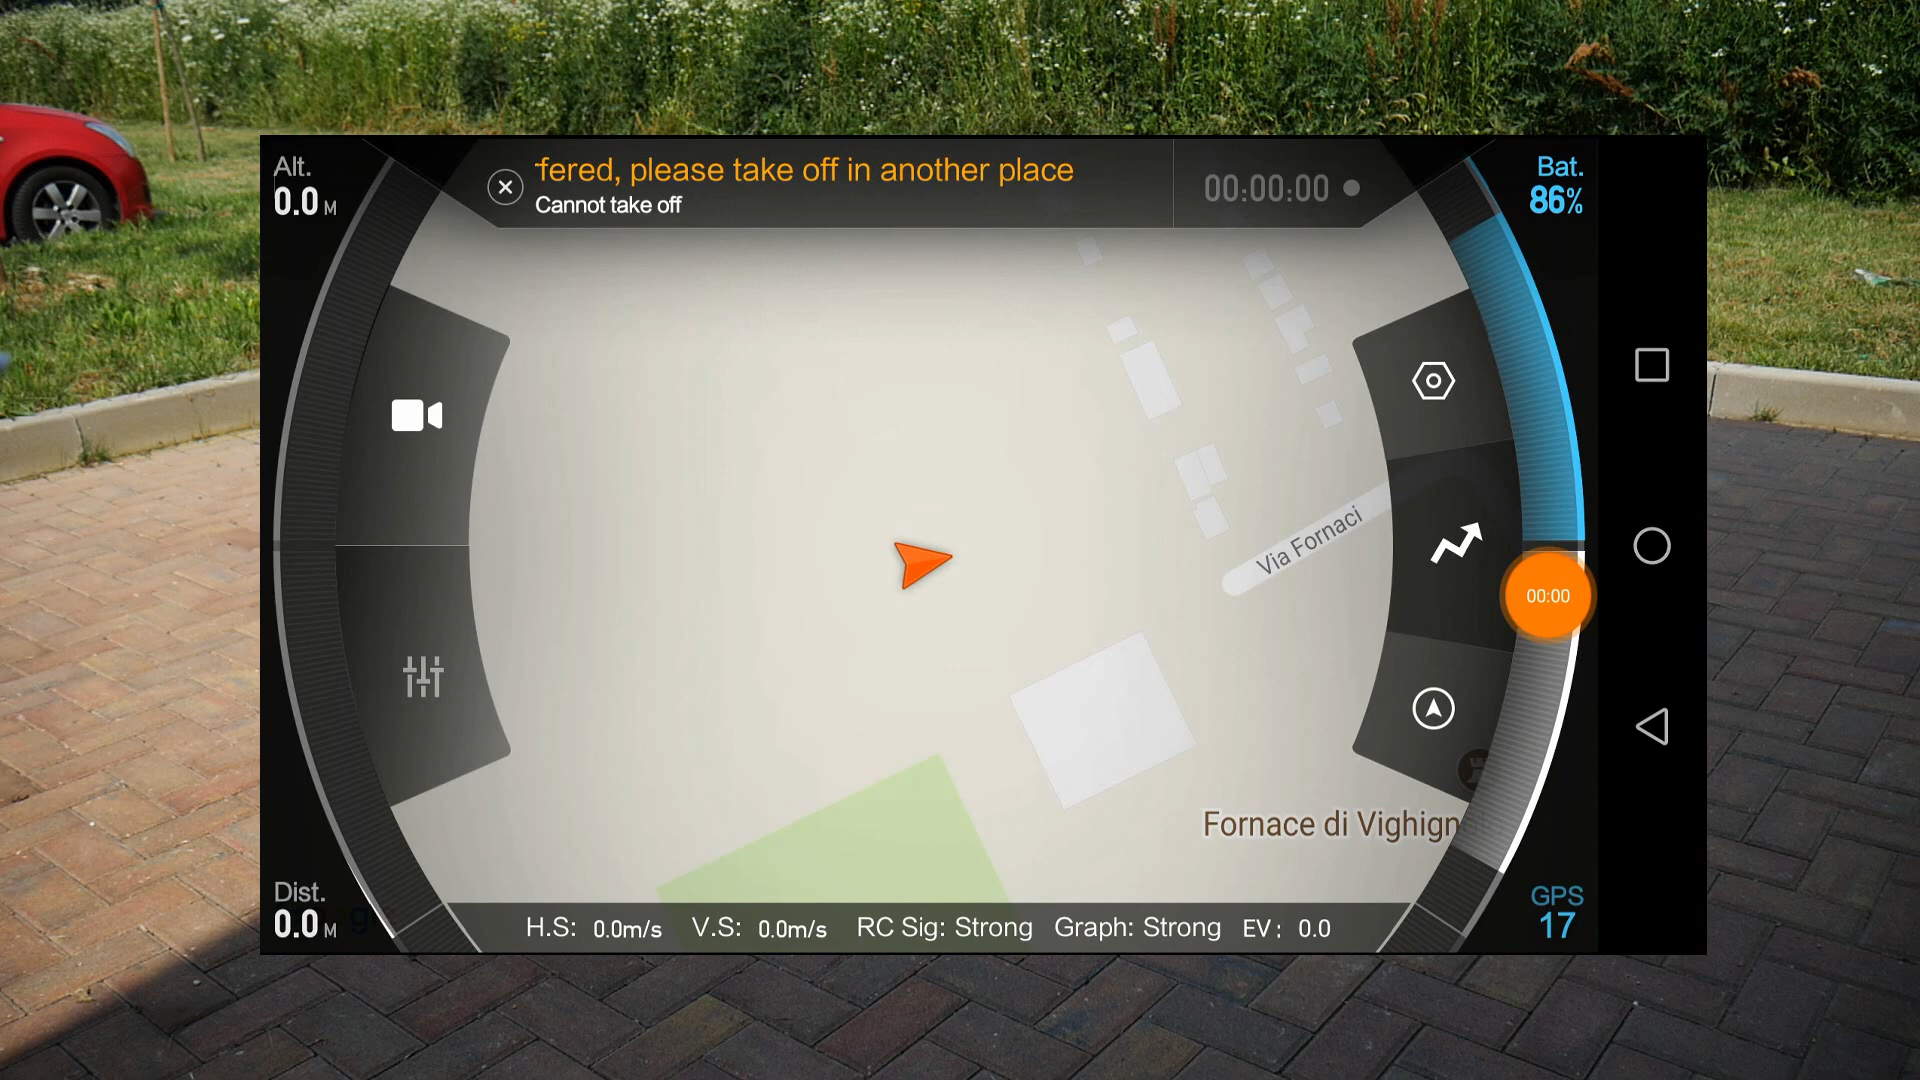 Alt.
0.0 M
fered, please take off in another place
Cannot take off
00:00:00
Bat.
86%
Via Fornaci
00:00
Fornace di Vighign
Dist.
0.0 M
H.S: 0.0m/s V.S: 0.0m/s RC Sig: Strong Graph: Strong EV: 0.0
GPS
17